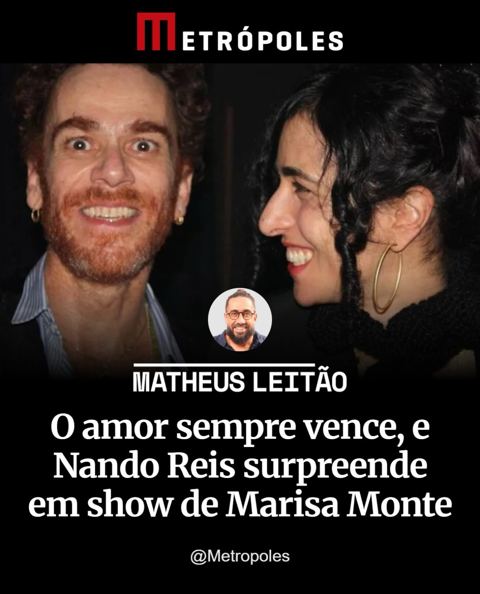 METRÓPOLES
MATHEUS LEITÃO
O amor sempre vence, e
Nando Reis surpreende
em show de Marisa Monte
@Metropoles